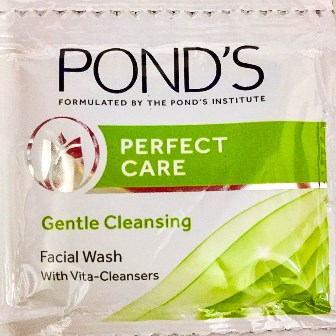 POND'S
FORMULATED BY THE POND'S INSTITUTE
PERFECT
CARE
Gentle Cleansing
Facial Wash
With Vita-Cleansers